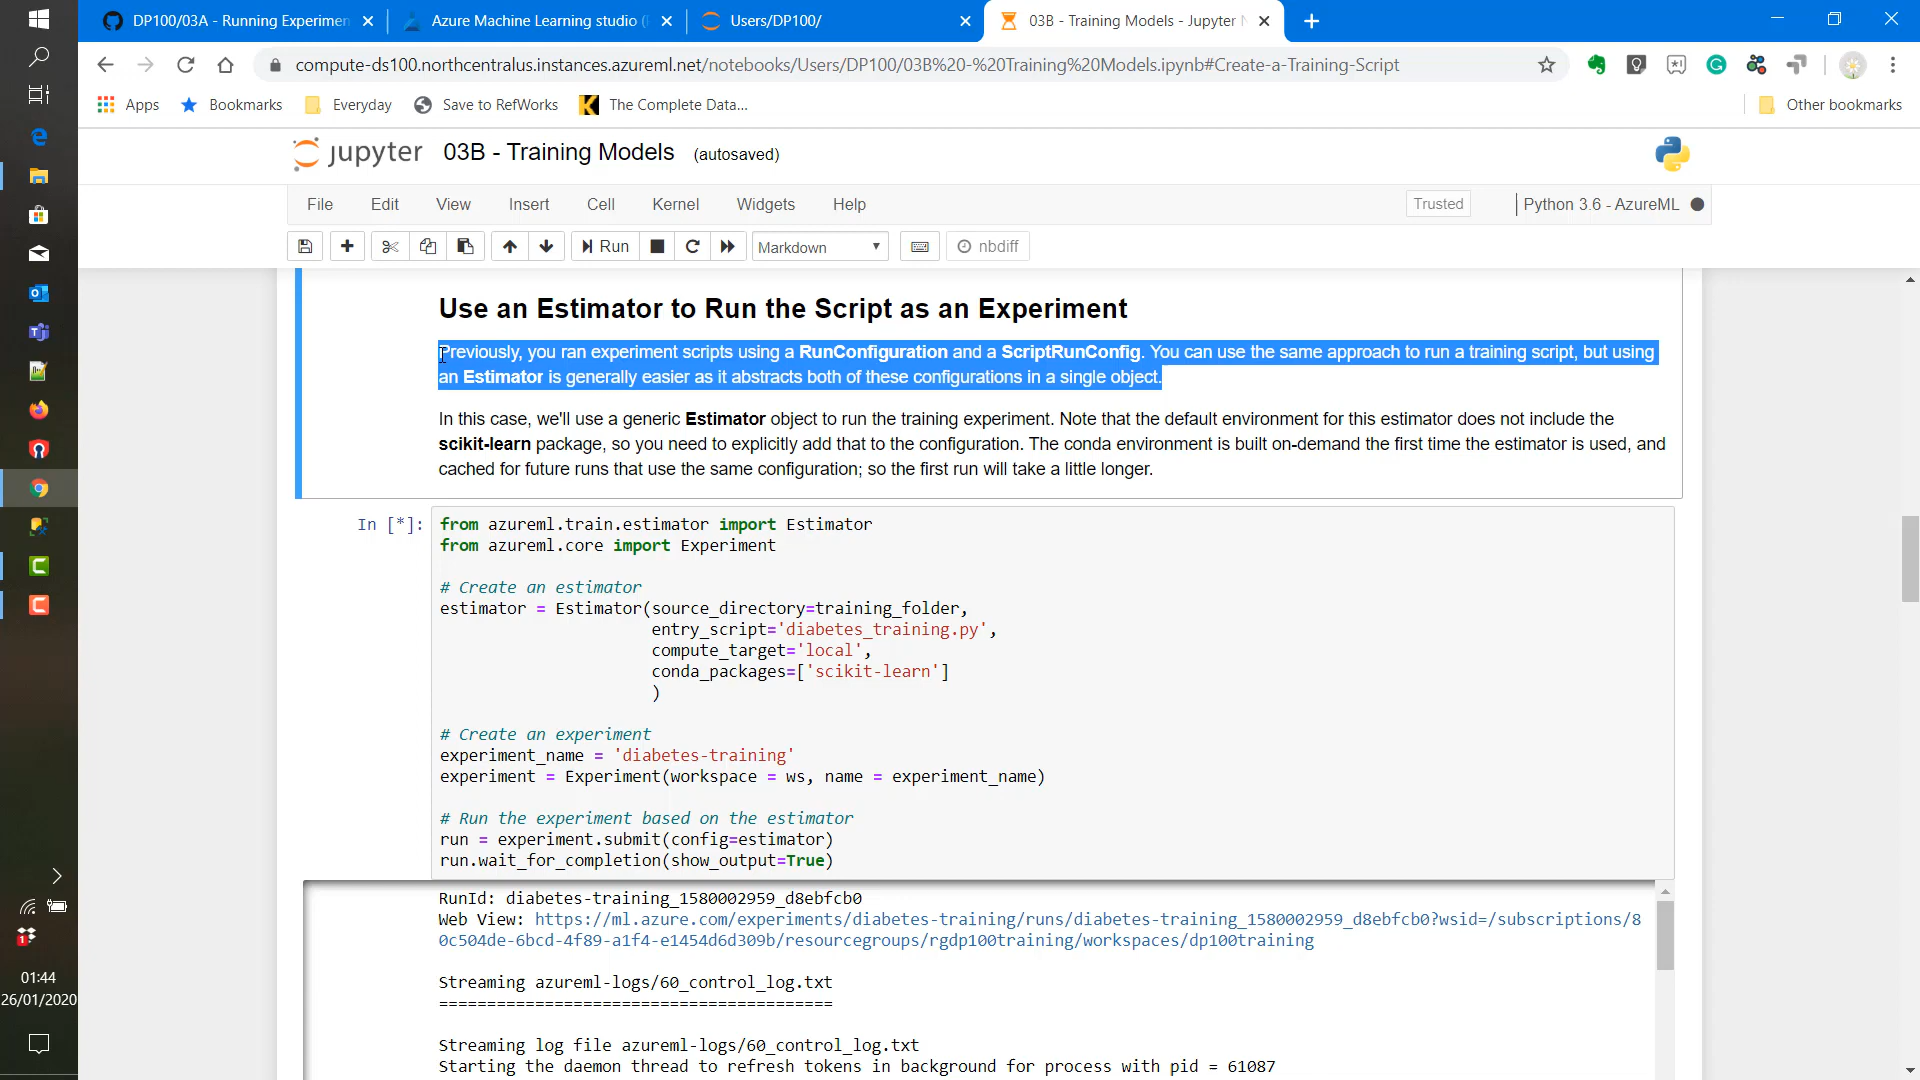 DP100/03A - Running Experimen
Azure Machine Learning studio (
Users/DP100/
03B - Training Models - Jupyter N
compute-ds100.northcentralus.instances.azureml.net/notebooks/Users/DP100/03B%20-%20Training%20Models.ipynb#Create-a-Training-Script
Apps
Bookmarks
Everyday
Save to RefWorks
The Complete Data...
Other bookmarks
jupyter 03B - Training Models (autosaved)
File Edit View Insert Cell Kernel Widgets Help
Trusted
Python 3.6 - AzureML
Run
Markdown
nbdiff
Use an Estimator to Run the Script as an Experiment
Previously, you ran experiment scripts using a RunConfiguration and a ScriptRunConfig. You can use the same approach to run a training script, but using
an Estimator is generally easier as it abstracts both of these configurations in a single object.
In this case, we'll use a generic Estimator object to run the training experiment. Note that the default environment for this estimator does not include the
scikit-learn package, so you need to explicitly add that to the configuration. The conda environment is built on-demand the first time the estimator is used, and
cached for future runs that use the same configuration; so the first run will take a little longer.
In [*]:
from azureml.train.estimator import Estimator
from azureml.core import Experiment
# Create an estimator
estimator = Estimator(source_directory=training_folder,
entry_script='diabetes_training.py',
compute_target='local',
conda_packages=['scikit-learn']
)
# Create an experiment
experiment_name = 'diabetes-training'
experiment = Experiment(workspace = ws, name = experiment_name)
# Run the experiment based on the estimator
run = experiment.submit(config=estimator)
run.wait_for_completion(show_output=True)
RunId: diabetes-training_1580002959_d8ebfcb0
Web View: https://ml.azure.com/experiments/diabetes-training/runs/diabetes-training_1580002959_d8ebfcb0?wsid=/subscriptions/8
0c504de-6bcd-4f89-a1f4-e1454d6d309b/resourcegroups/rgdp100training/workspaces/dp100training
Streaming azureml-logs/60_control_log.txt
=========================================
Streaming log file azureml-logs/60_control_log.txt
Starting the daemon thread to refresh tokens in background for process with pid = 61087
01:44
26/01/2020